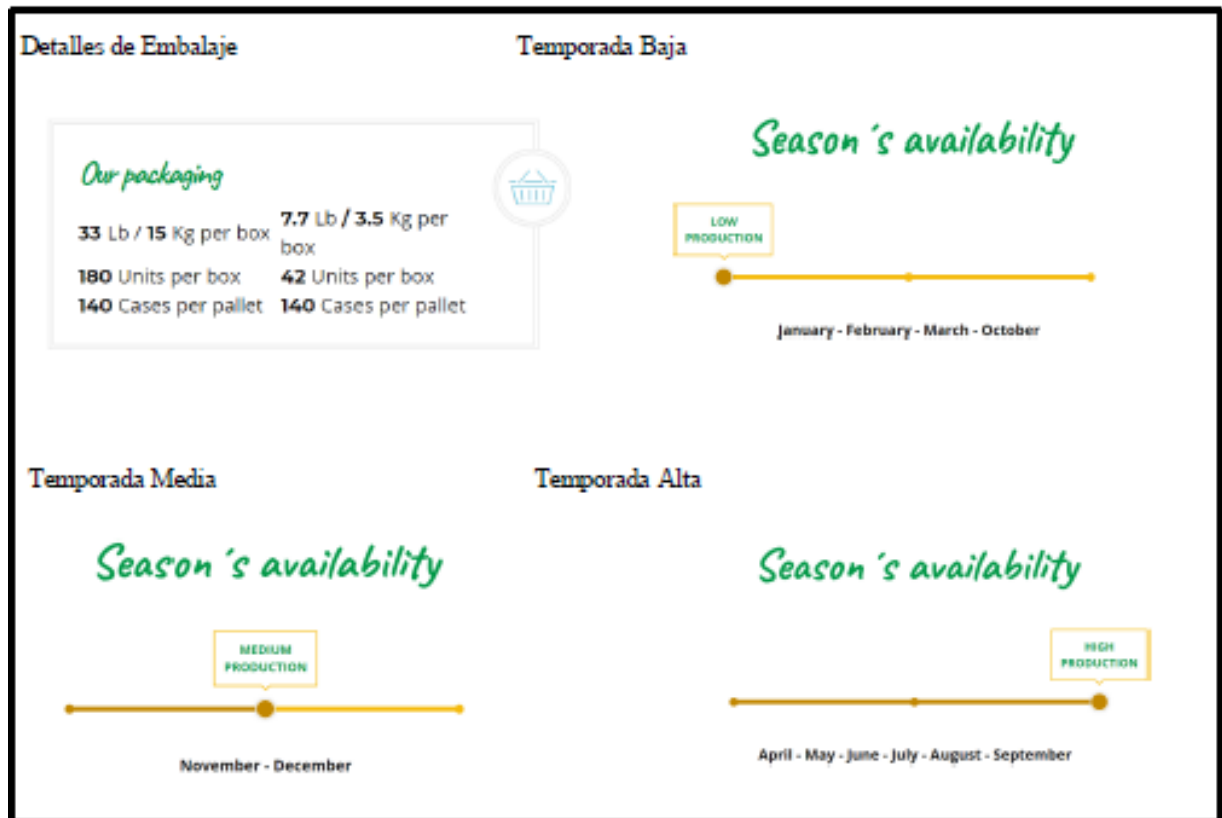 Detalles de Embalaje
Our packaging
33 Lb / 15 Kg per box
180 Units per box
140 Cases per pallet
7.7 Lb / 3.5 Kg per
box
42 Units per box
140 Cases per pallet
Temporada Baja
Season´s availability
LOW
PRODUCTION
January - February - March - October
Temporada Media
Season´s availability
MEDIUM
PRODUCTION
November - December
Temporada Alta
Season´s availability
HIGH
PRODUCTION
April - May - June - July - August - September